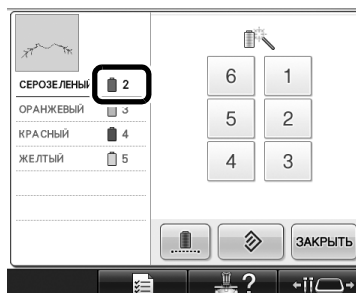 СЕРОЗЕЛЕНЫЙ 2
ОРАНЖЕВЫЙ 3
КРАСНЫЙ 4
ЖЕЛТЫЙ 5
6 1
5 2
4 3
ЗАКРЫТЬ
?